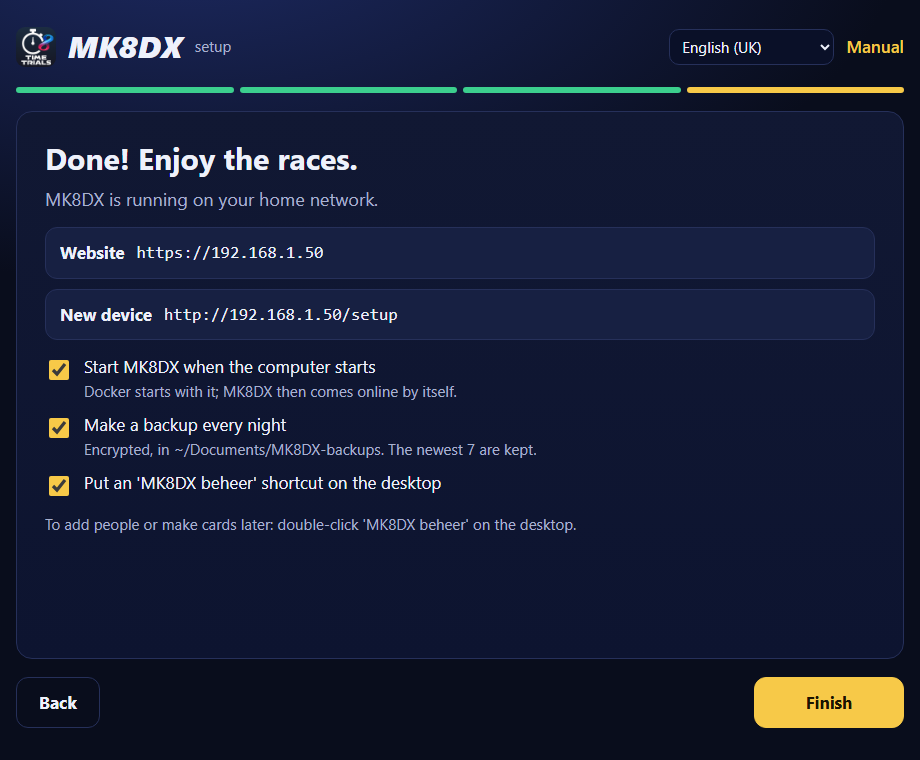 TIME
TRIALS
MK8DX setup
English (UK)
Manual
Done! Enjoy the races.
MK8DX is running on your home network.
Website https://192.168.1.50
New device http://192.168.1.50/setup
Start MK8DX when the computer starts
Docker starts with it; MK8DX then comes online by itself.
Make a backup every night
Encrypted, in ~/Documents/MK8DX-backups. The newest 7 are kept.
Put an 'MK8DX beheer' shortcut on the desktop
To add people or make cards later: double-click 'MK8DX beheer' on the desktop.
Back
Finish